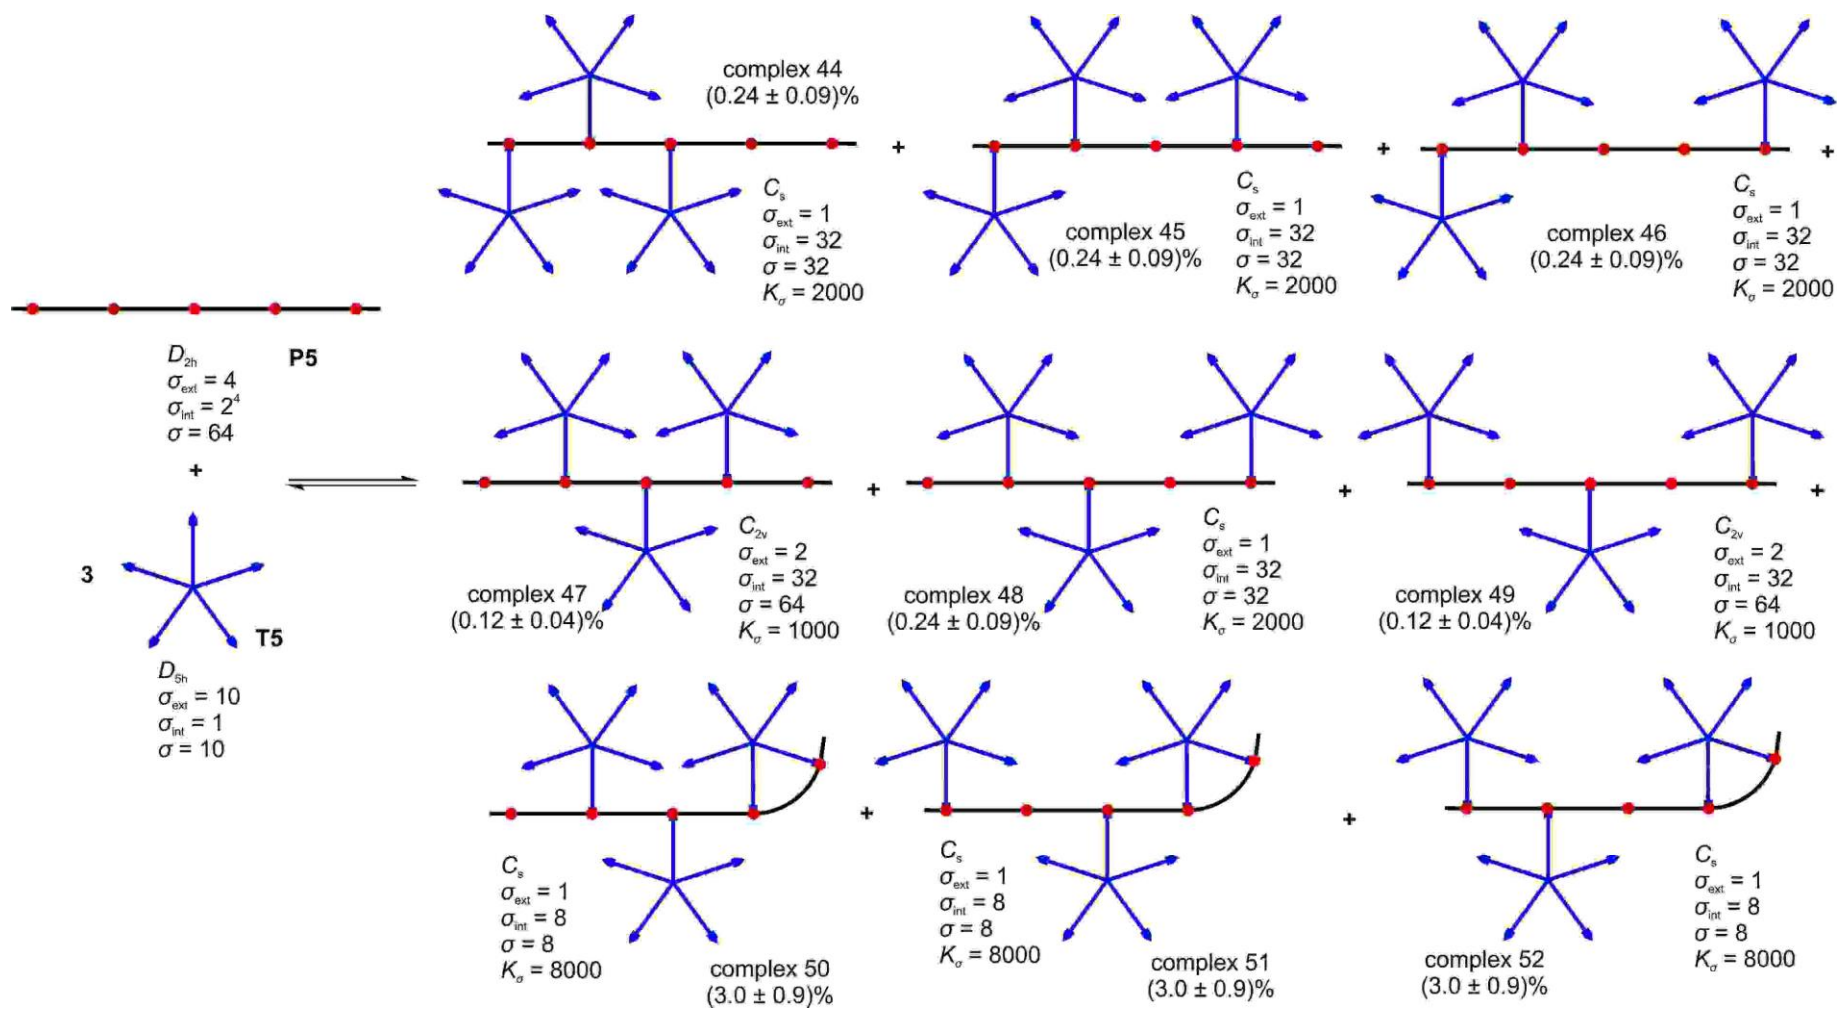 complex 44
(0.24 ± 0.09)%
Cs
σext = 1
σint = 32
σ = 32
Kσ = 2000
+
complex 45
(0.24 ± 0.09)%
Cs
σext = 1
σint = 32
σ = 32
Kσ = 2000
+
complex 46
(0.24 ± 0.09)%
Cs
σext = 1
σint = 32
σ = 32
Kσ = 2000
+
P5
D2h
σext = 4
σint = 2⁴
σ = 64
+
3
T5
D5h
σext = 10
σint = 1
σ = 10
complex 47
(0.12 ± 0.04)%
C2v
σext = 2
σint = 32
σ = 64
Kσ = 1000
+
complex 48
(0.24 ± 0.09)%
Cs
σext = 1
σint = 32
σ = 32
Kσ = 2000
+
complex 49
(0.12 ± 0.04)%
C2v
σext = 2
σint = 32
σ = 64
Kσ = 1000
+
Cs
σext = 1
σint = 8
σ = 8
Kσ = 8000
complex 50
(3.0 ± 0.9)%
+
Cs
σext = 1
σint = 8
σ = 8
Kσ = 8000
complex 51
(3.0 ± 0.9)%
+
complex 52
(3.0 ± 0.9)%
Cs
σext = 1
σint = 8
σ = 8
Kσ = 8000